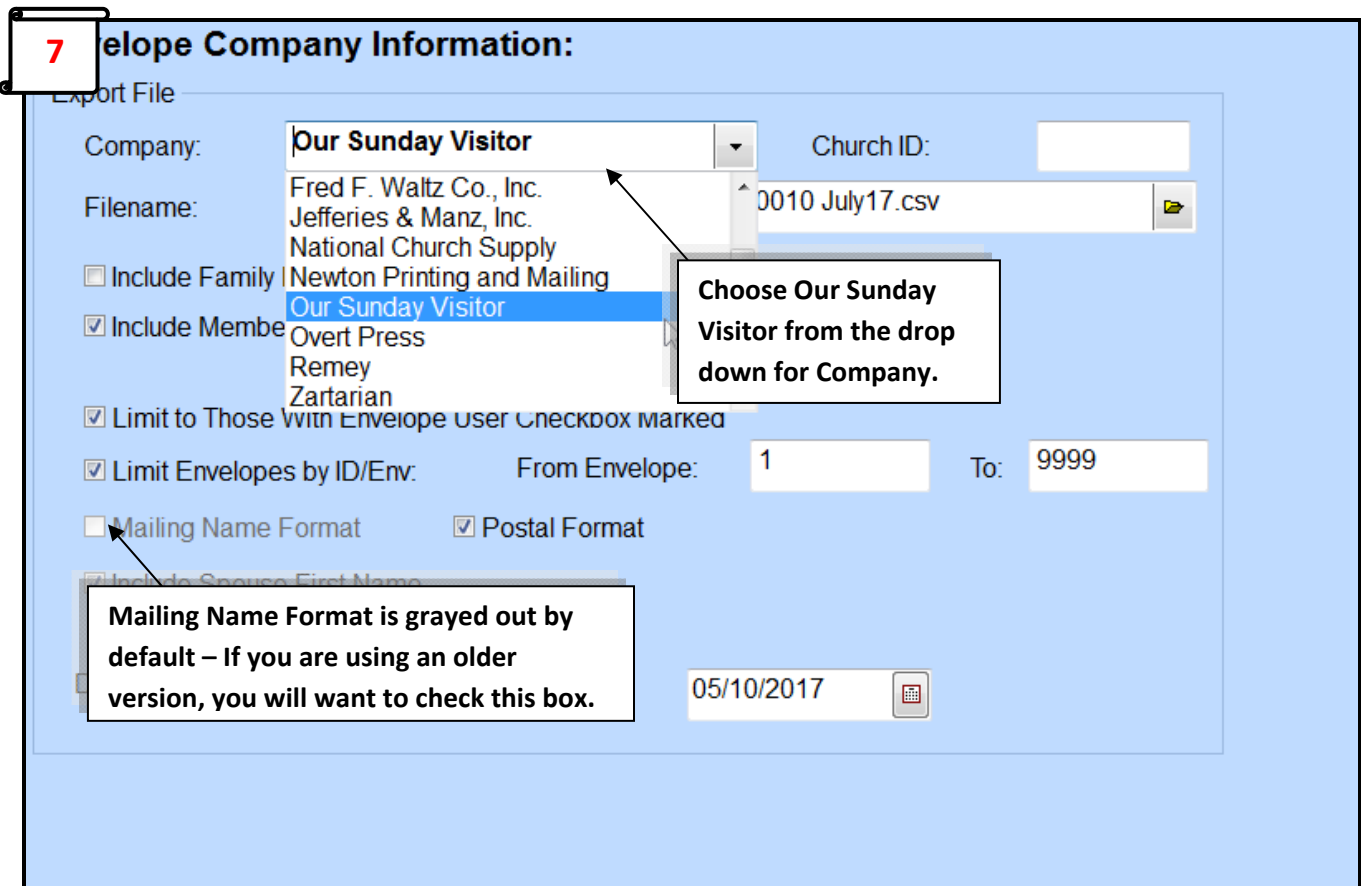 7
elope Company Information:
Export File
Company:
Our Sunday Visitor
Church ID:
Fred F. Waltz Co., Inc.
Jefferies & Manz, Inc.
National Church Supply
Newton Printing and Mailing
Our Sunday Visitor
Overt Press
Remey
Zartarian
Filename:
0010 July17.csv
Include Family
Include Membe
Choose Our Sunday
Visitor from the drop
down for Company.
Limit to Those With Envelope User Checkbox Marked
Limit Envelopes by ID/Env:
From Envelope:
1
To:
9999
Mailing Name Format
Postal Format
Include Spouse First Name
Mailing Name Format is grayed out by
default – If you are using an older
version, you will want to check this box.
05/10/2017